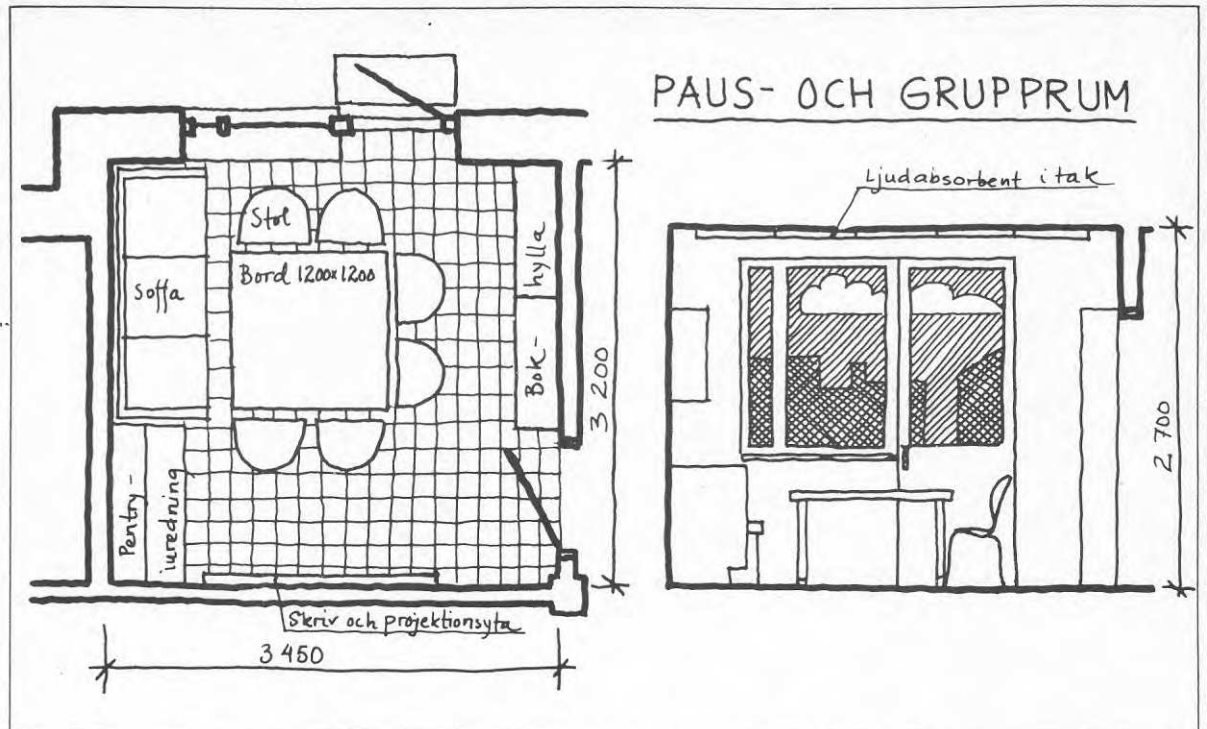 PAUS- OCH GRUPPRUM
Ljudabsorbent i tak
Stol
Bord 1200x1200
Soffa
Bok-
hylla
Pentry-
inredning
3 200
2 700
Skriv och projektionsyta
3 450